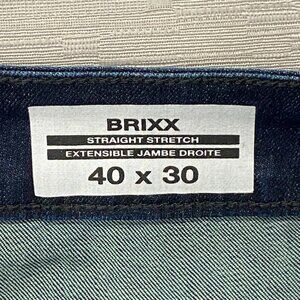 BRIXX
STRAIGHT STRETCH
EXTENSIBLE JAMBE DROITE
40 x 30